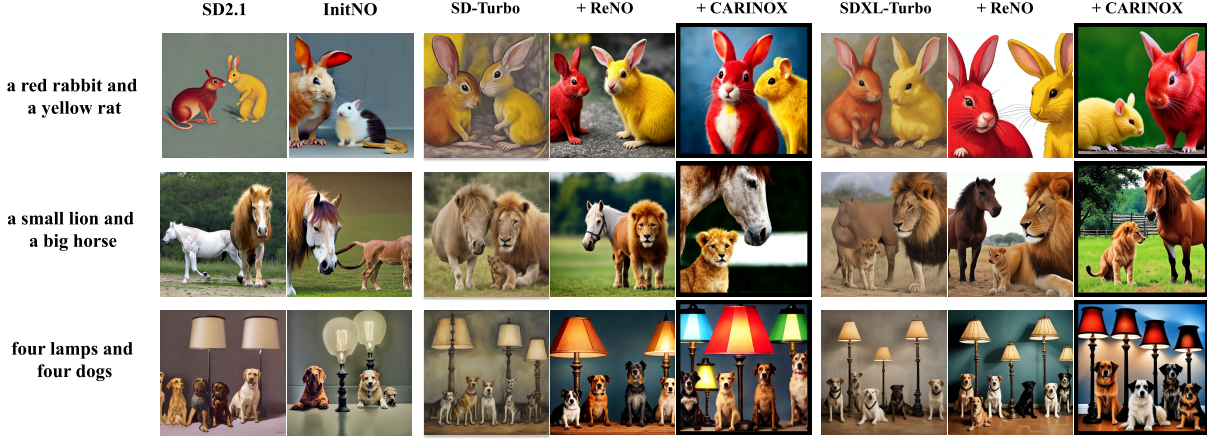 SD2.1 InitNO SD-Turbo + ReNO + CARINOX SDXL-Turbo + ReNO + CARINOX
a red rabbit and
a yellow rat
a small lion and
a big horse
four lamps and
four dogs